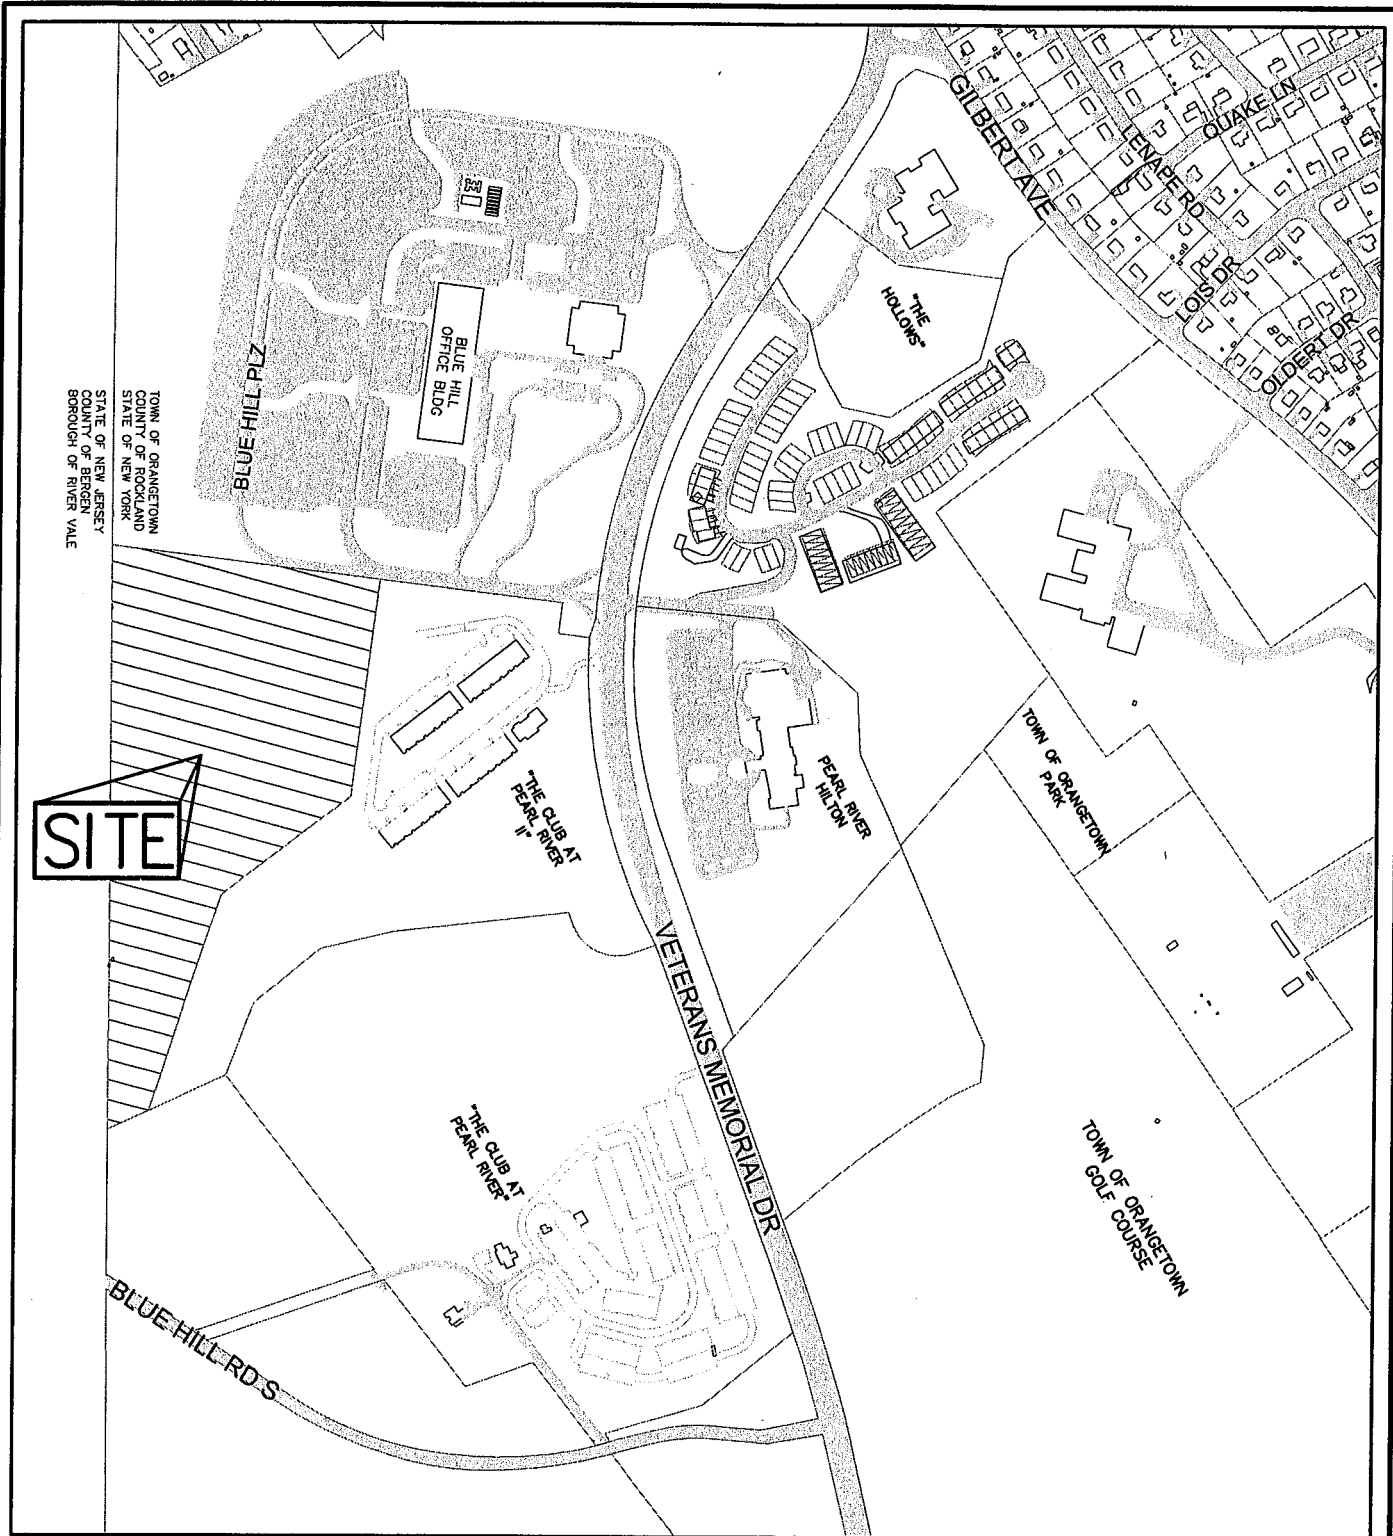 GILBERT AVE
QUAKE LN
LENAPE RD
LOIS DR
OLDERT DR
"THE
HOLLOWS"
BLUE HILL
OFFICE BLDG
BLUE HILL PLZ
TOWN OF ORANGETOWN
COUNTY OF ROCKLAND
STATE OF NEW YORK
STATE OF NEW JERSEY
COUNTY OF BERGEN
BOROUGH OF RIVER VALE
SITE
"THE CLUB AT
PEARL RIVER
II"
PEARL RIVER
HILTON
TOWN OF ORANGETOWN
PARK
VETERANS MEMORIAL DR
"THE CLUB AT
PEARL RIVER"
TOWN OF ORANGETOWN
GOLF COURSE
BLUE HILL RD S